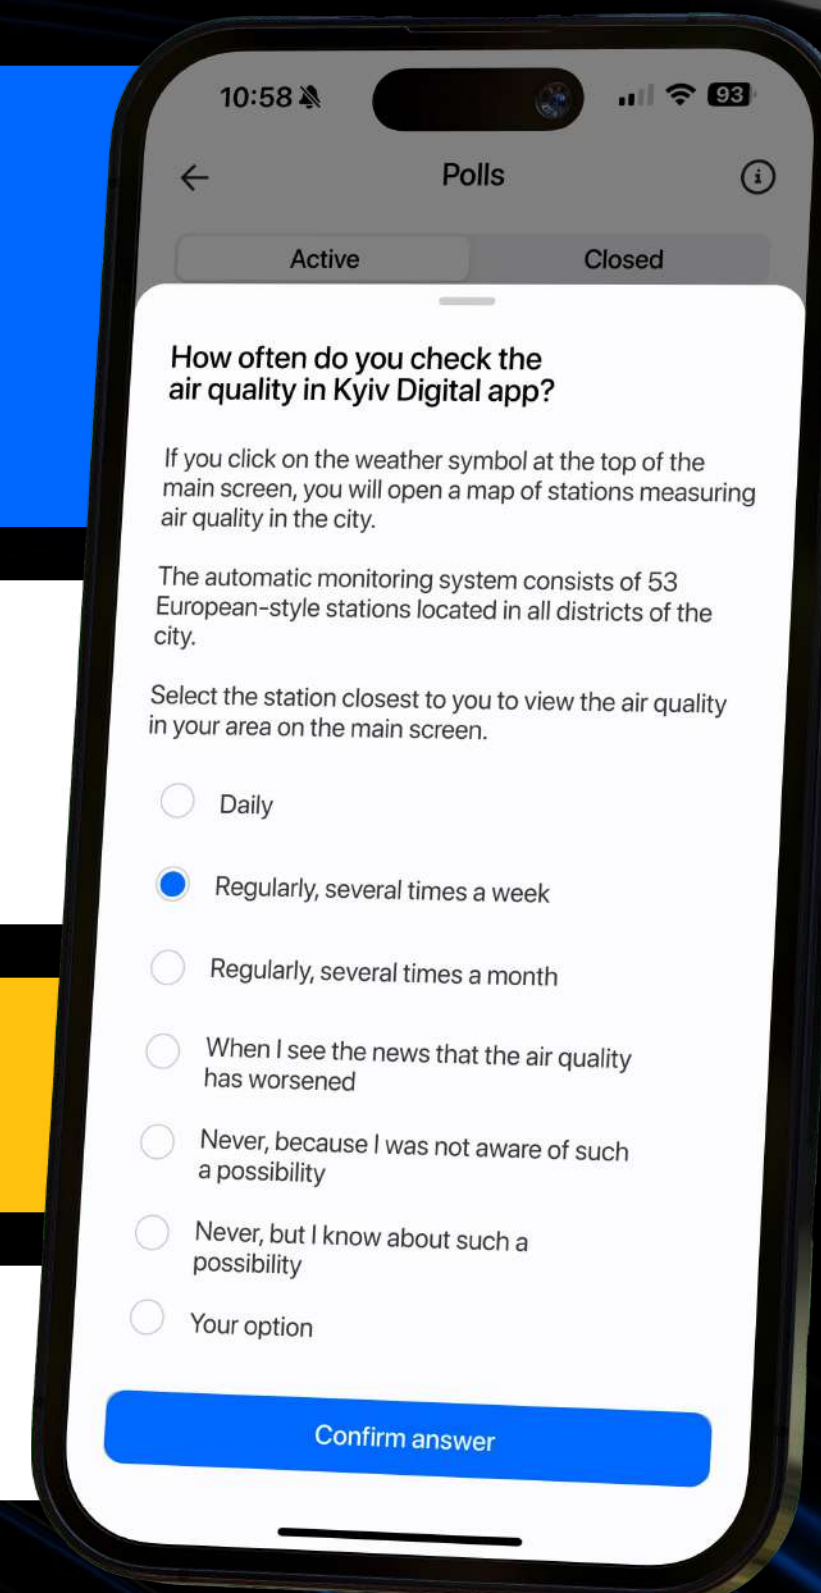 10:58
93
Polls
Active
Closed
How often do you check the
air quality in Kyiv Digital app?
If you click on the weather symbol at the top of the
main screen, you will open a map of stations measuring
air quality in the city.
The automatic monitoring system consists of 53
European-style stations located in all districts of the
city.
Select the station closest to you to view the air quality
in your area on the main screen.
Daily
Regularly, several times a week
Regularly, several times a month
When I see the news that the air quality
has worsened
Never, because I was not aware of such
a possibility
Never, but I know about such a
possibility
Your option
Confirm answer